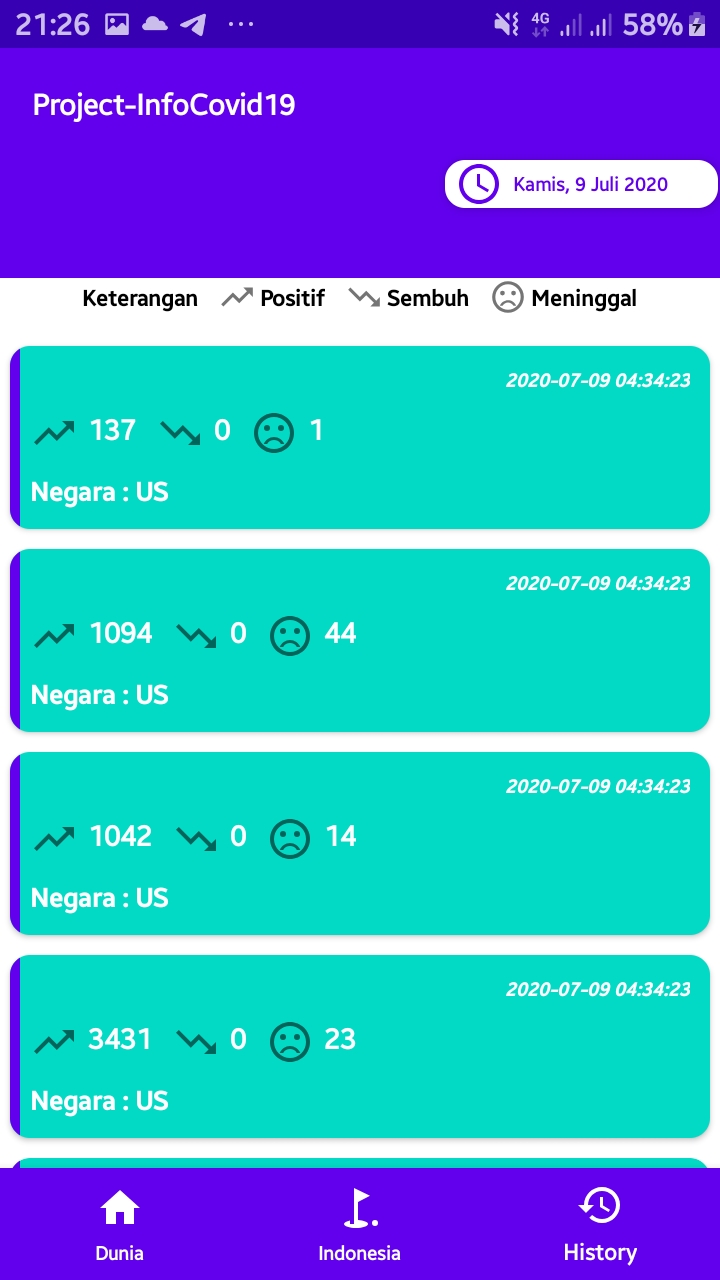 21:26 4G 58%
Project-InfoCovid19
Kamis, 9 Juli 2020
Keterangan Positif Sembuh Meninggal
2020-07-09 04:34:23
137 0 1
Negara : US
2020-07-09 04:34:23
1094 0 44
Negara : US
2020-07-09 04:34:23
1042 0 14
Negara : US
2020-07-09 04:34:23
3431 0 23
Negara : US
Dunia Indonesia History